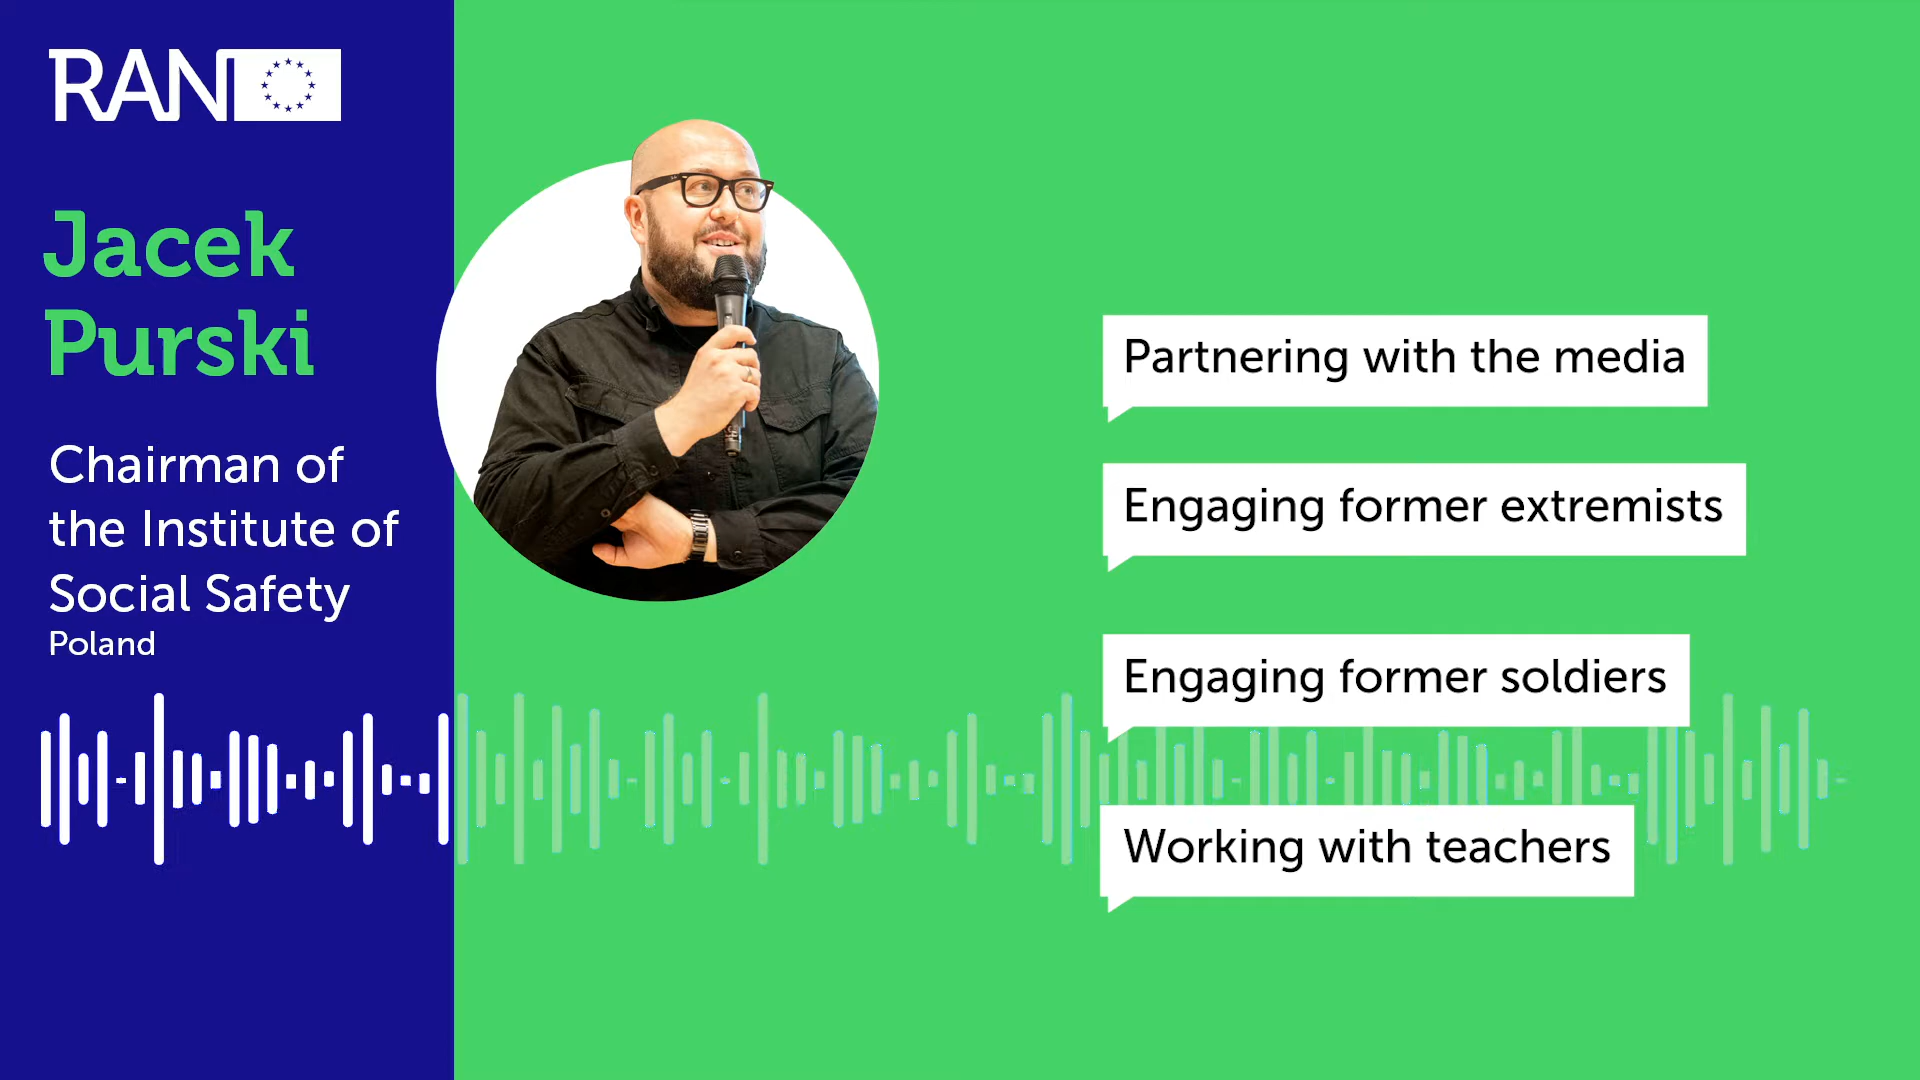 RAN
Jacek
Purski
Chairman of
the Institute of
Social Safety
Poland
Partnering with the media
Engaging former extremists
Engaging former soldiers
Working with teachers